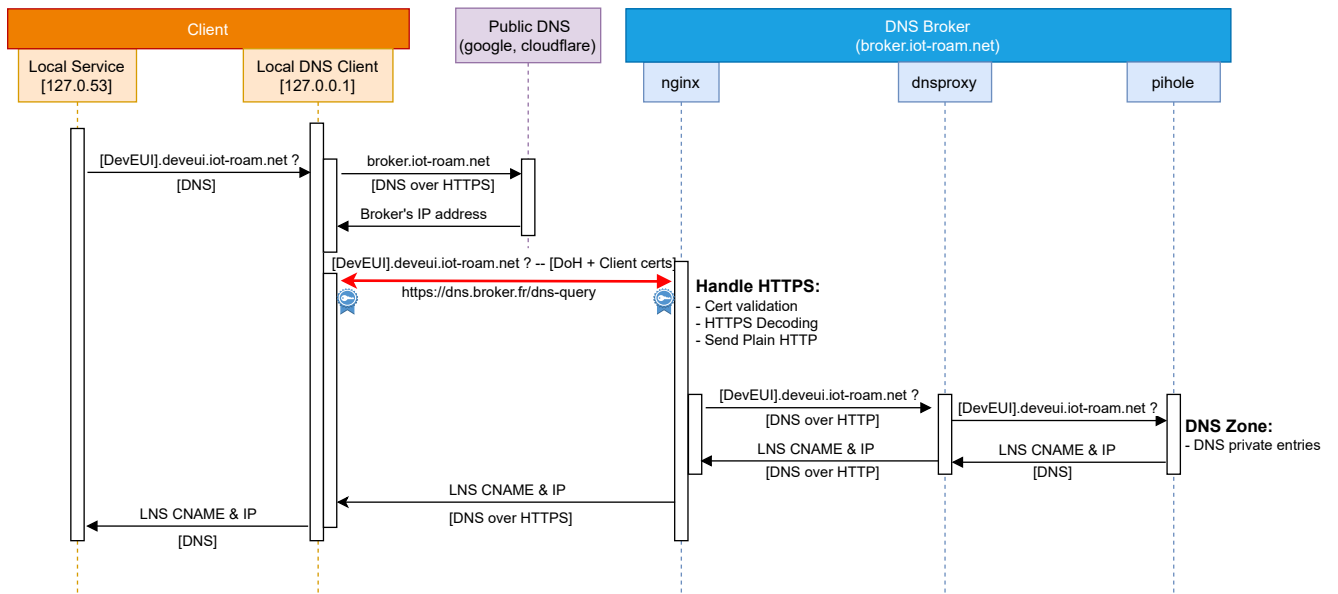 Client
Public DNS
(google, cloudflare)
DNS Broker
(broker.iot-roam.net)
Local Service
[127.0.53]
Local DNS Client
[127.0.0.1]
nginx
dnsproxy
pihole
[DevEUI].deveui.iot-roam.net ?
[DNS]
broker.iot-roam.net
[DNS over HTTPS]
Broker's IP address
[DevEUI].deveui.iot-roam.net ? -- [DoH + Client certs]
https://dns.broker.fr/dns-query
Handle HTTPS:
- Cert validation
- HTTPS Decoding
- Send Plain HTTP
[DevEUI].deveui.iot-roam.net ?
[DNS over HTTP]
[DevEUI].deveui.iot-roam.net ?
DNS Zone:
- DNS private entries
LNS CNAME & IP
[DNS over HTTP]
LNS CNAME & IP
[DNS]
LNS CNAME & IP
[DNS over HTTPS]
LNS CNAME & IP
[DNS]